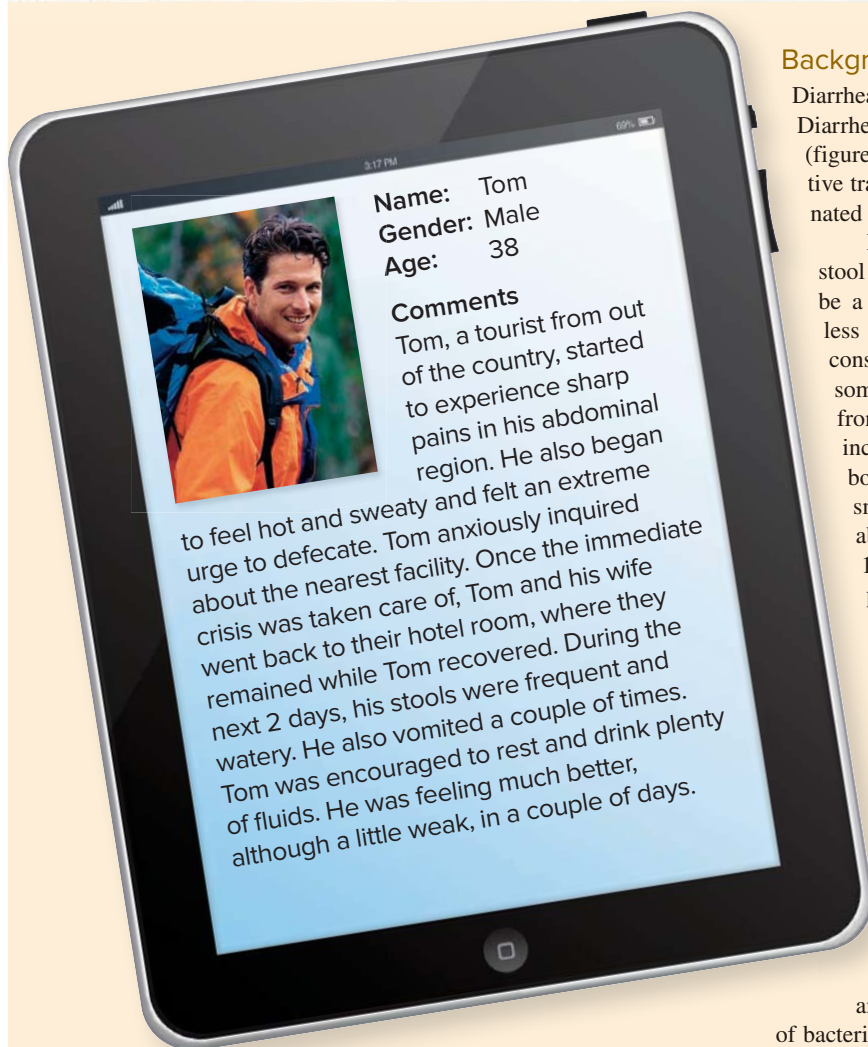 3:17 PM
69%
Name: Tom
Gender: Male
Age: 38
Comments
Tom, a tourist from out
of the country, started
to experience sharp
pains in his abdominal
region. He also began
to feel hot and sweaty and felt an extreme
urge to defecate. Tom anxiously inquired
about the nearest facility. Once the immediate
crisis was taken care of, Tom and his wife
went back to their hotel room, where they
remained while Tom recovered. During the
next 2 days, his stools were frequent and
watery. He also vomited a couple of times.
Tom was encouraged to rest and drink plenty
of fluids. He was feeling much better,
although a little weak, in a couple of days.
Backgr
Diarrhea
Diarrhe
(figure
tive tra
nated
stool
be a
less
cons
som
fro
inc
bo
of bacteri